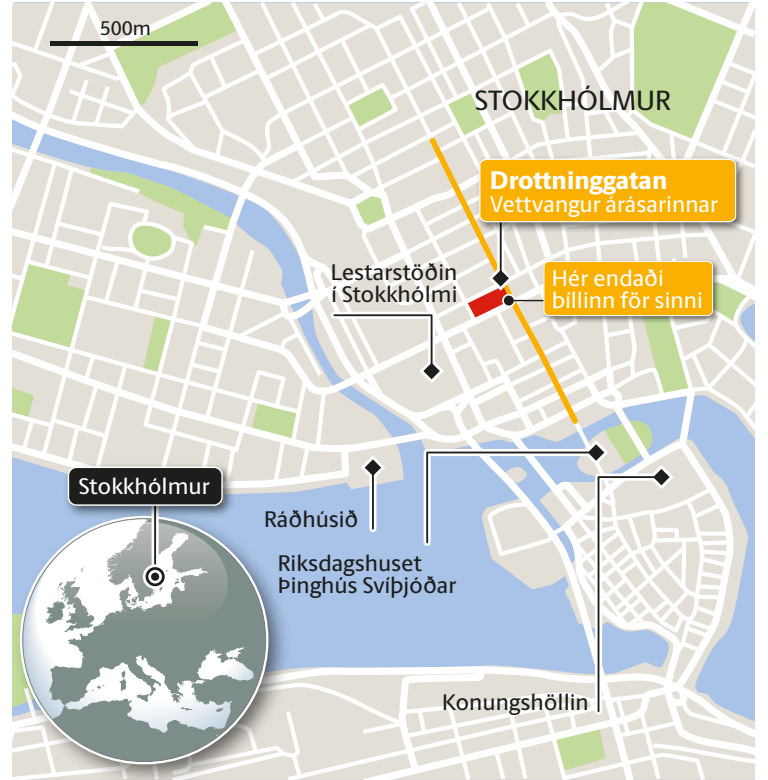 500m
STOKKHÓLMUR
Drottninggatan
Vettvangur árásarinnar
Lestarstöðin
í Stokkhólmi
Hér endaði
bíllinn för sinni
Stokkhólmur
Ráðhúsið
Riksdagshuset
Þinghús Svíþjóðar
Konungshöllin